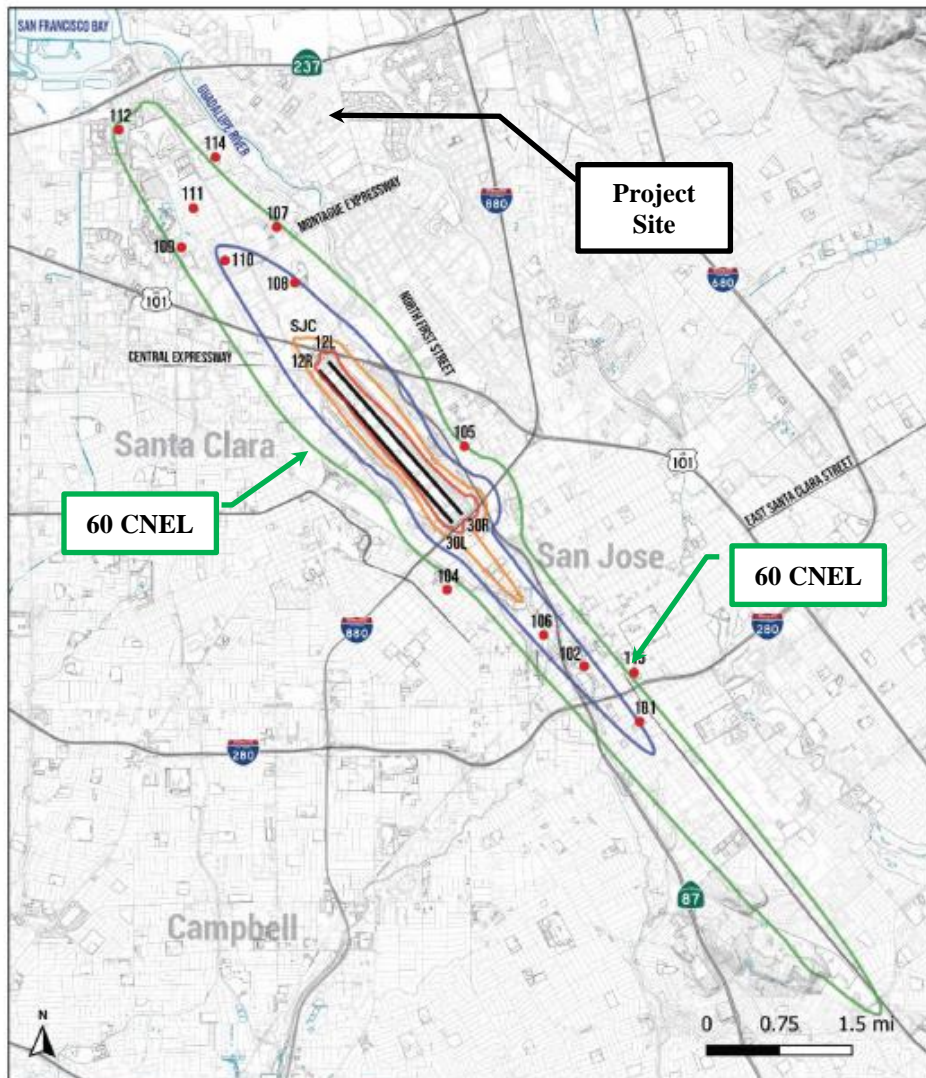 SAN FRANCISCO BAY
237
GUADALUPE RIVER
112
114
Project
Site
880
111
107
MONTAGUE EXPRESSWAY
109
110
680
108
101
SJC
12L
NORTH FIRST STREET
CENTRAL EXPRESSWAY
12R
Santa Clara
105
101
EAST SANTA CLARA STREET
60 CNEL
30R
30L
San Jose
60 CNEL
104
106
280
880
102
101
280
87
Campbell
N
0 0.75 1.5 mi